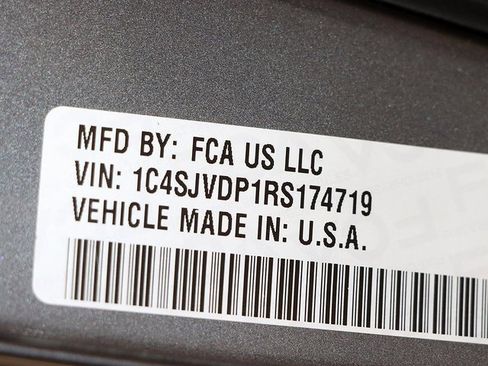 MFD BY: FCA US LLC
VIN: 1C4SJVDP1RS174719
VEHICLE MADE IN: U.S.A.